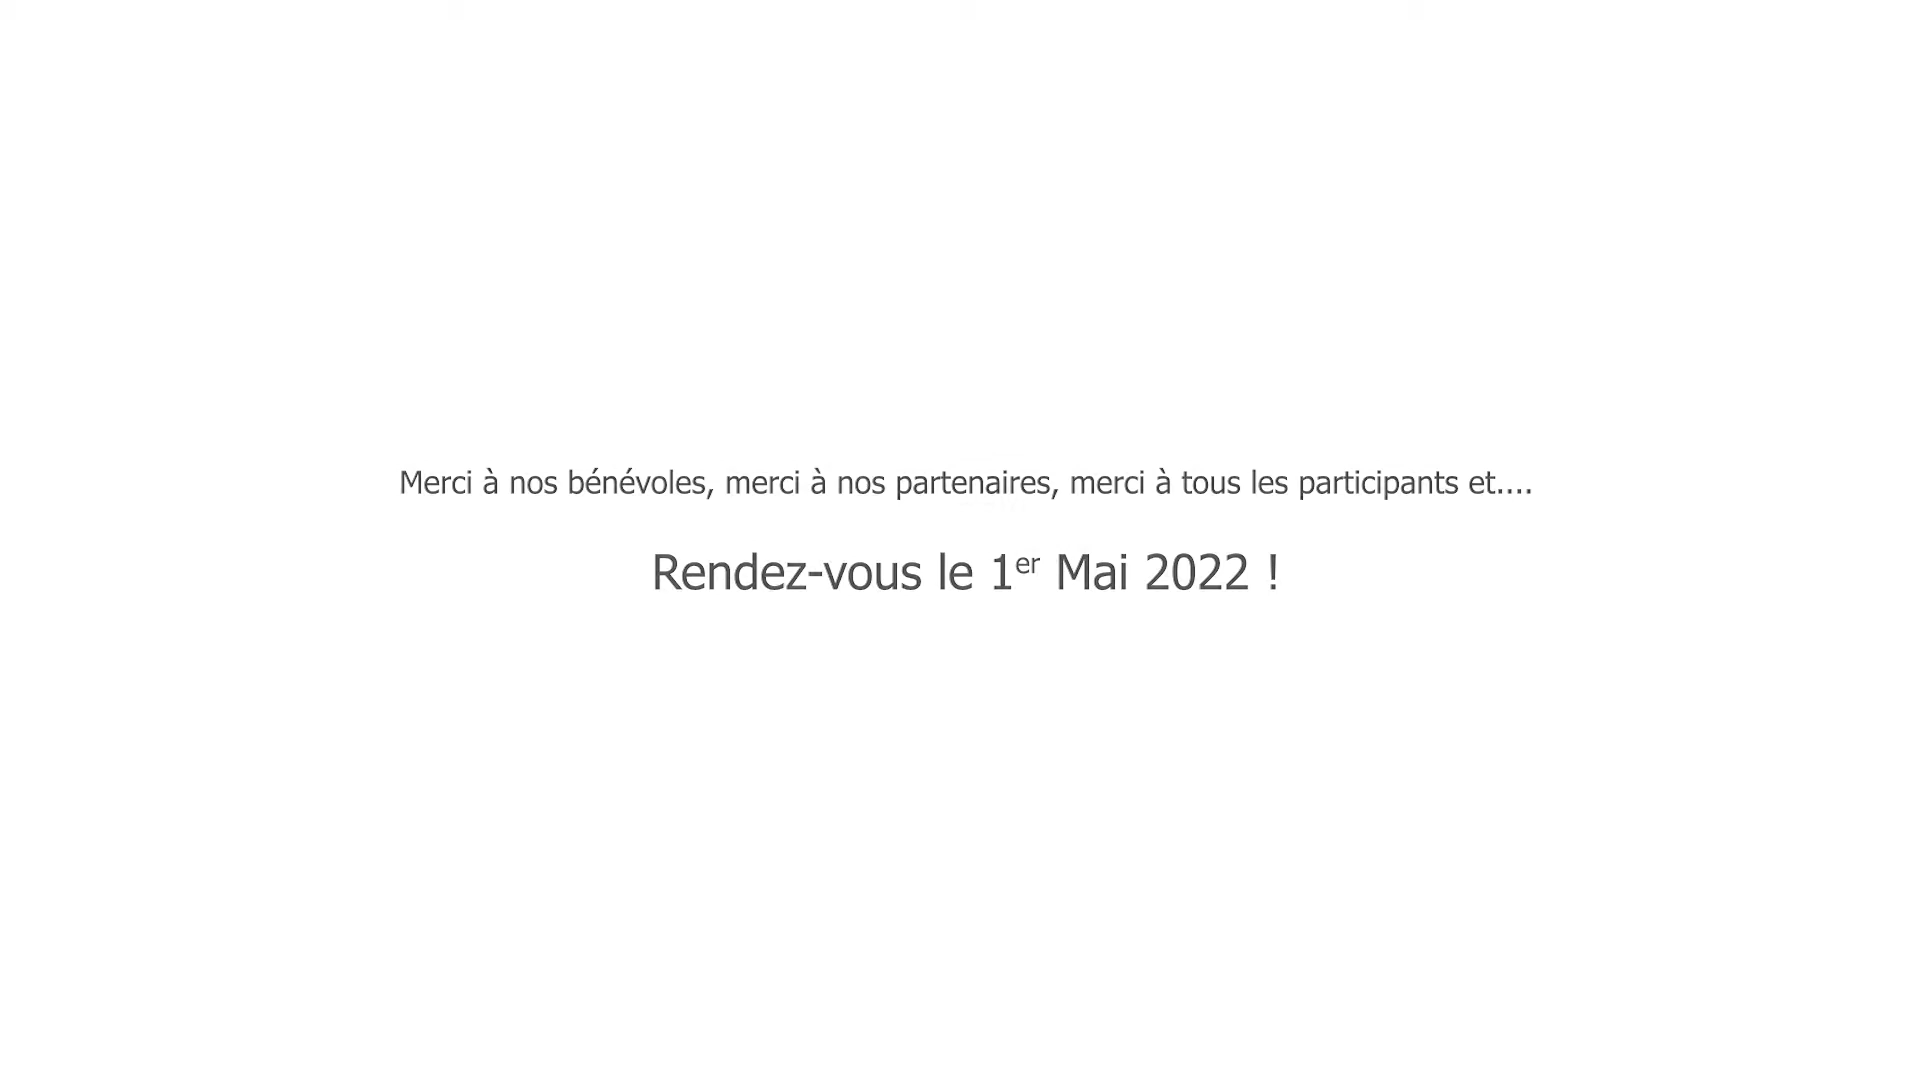 Merci à nos bénévoles, merci à nos partenaires, merci à tous les participants et....
Rendez-vous le 1er Mai 2022 !